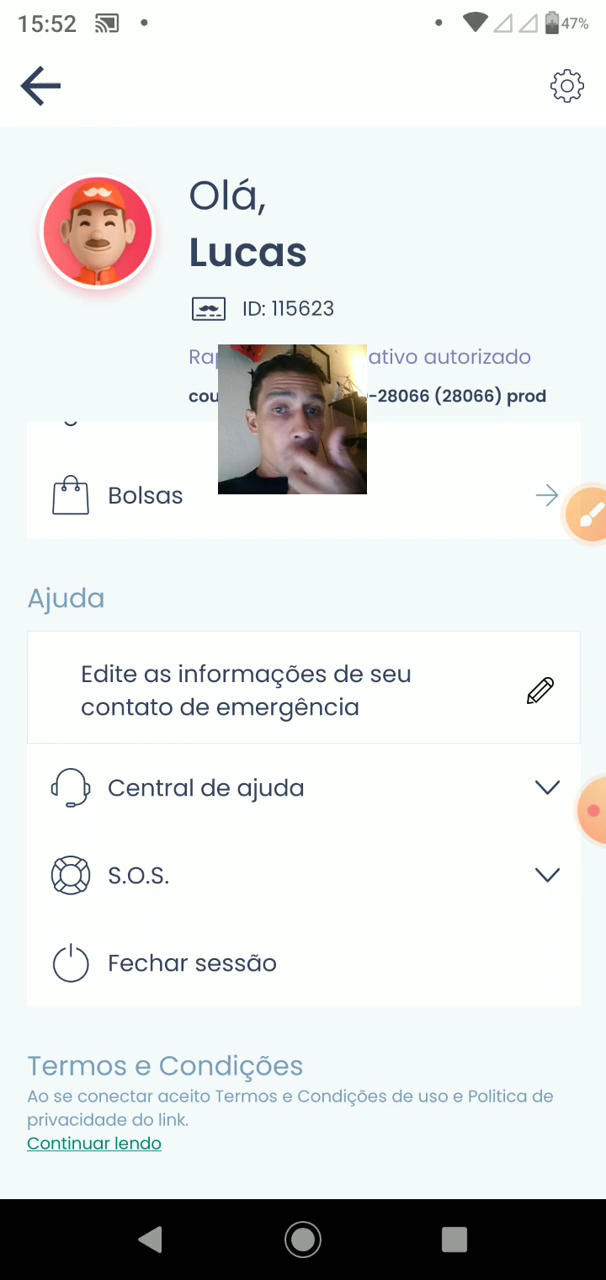 15:52
47%
Olá,
Lucas
ID: 115623
ativo autorizado
-28066 (28066) prod
Bolsas
Ajuda
Edite as informações de seu
contato de emergência
Central de ajuda
S.O.S.
Fechar sessão
Termos e Condições
Ao se conectar aceito Termos e Condições de uso e Politica de
privacidade do link.
Continuar lendo